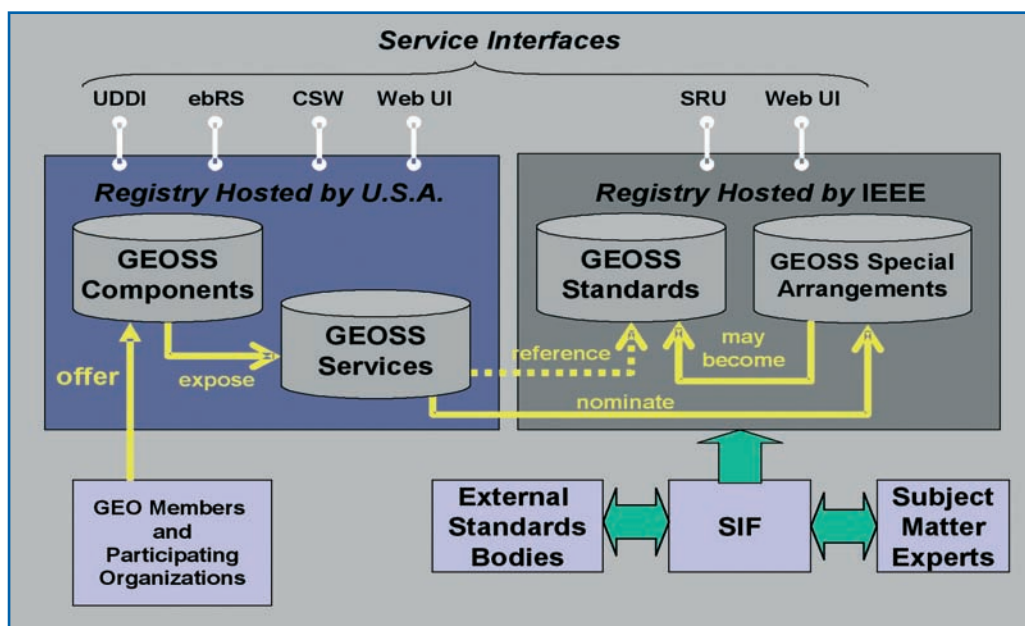 Service Interfaces
UDDI ebRS CSW Web UI SRU Web UI
Registry Hosted by U.S.A.
GEOSS
Components
GEOSS
Services
offer
expose
Registry Hosted by IEEE
GEOSS
Standards
GEOSS Special
Arrangements
reference
may
become
nominate
GEO Members
and
Participating
Organizations
External
Standards
Bodies
SIF
Subject
Matter
Experts